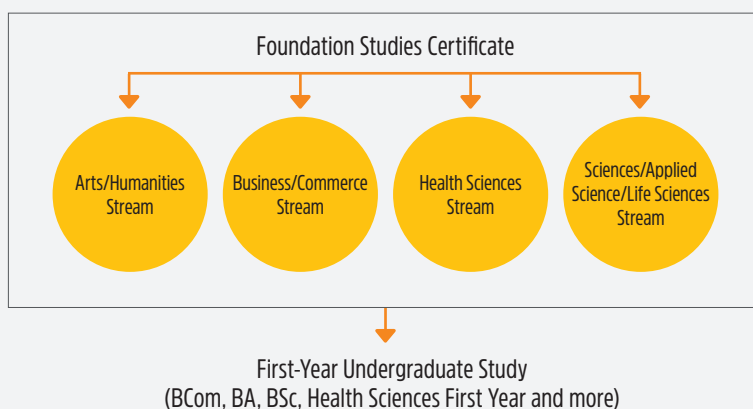 Foundation Studies Certificate
Arts/Humanities
Stream
Business/Commerce
Stream
Health Sciences
Stream
Sciences/Applied
Science/Life Sciences
Stream
First-Year Undergraduate Study
(BCom, BA, BSc, Health Sciences First Year and more)